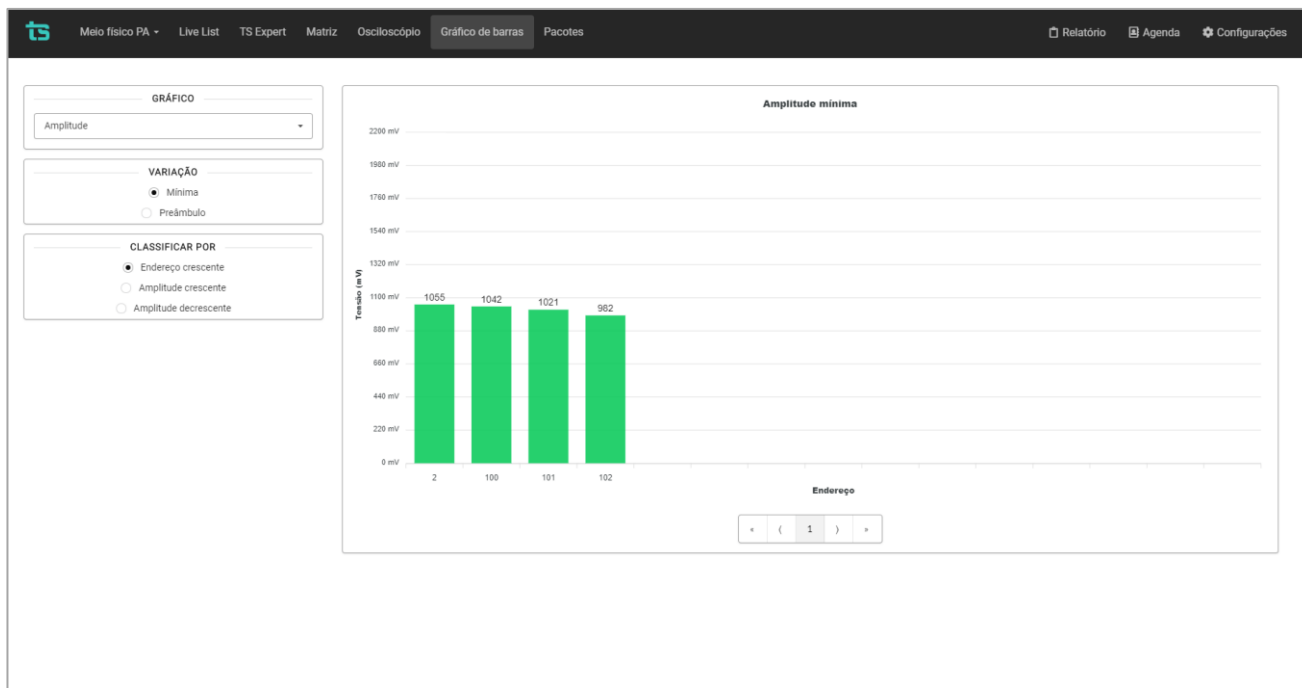 ts Meio físico PA Live List TS Expert Matriz Osciloscópio Gráfico de barras Pacotes Relatório Agenda Configurações
GRÁFICO
Amplitude
VARIAÇÃO
Mínima
Preâmbulo
CLASSIFICAR POR
Endereço crescente
Amplitude crescente
Amplitude decrescente
Amplitude mínima
Tensão (mV)
2200 mV
1980 mV
1760 mV
1540 mV
1320 mV
1100 mV
880 mV
660 mV
440 mV
220 mV
0 mV
1055 1042 1021 982
2 100 101 102
Endereço
« ⟨ 1 ⟩ »